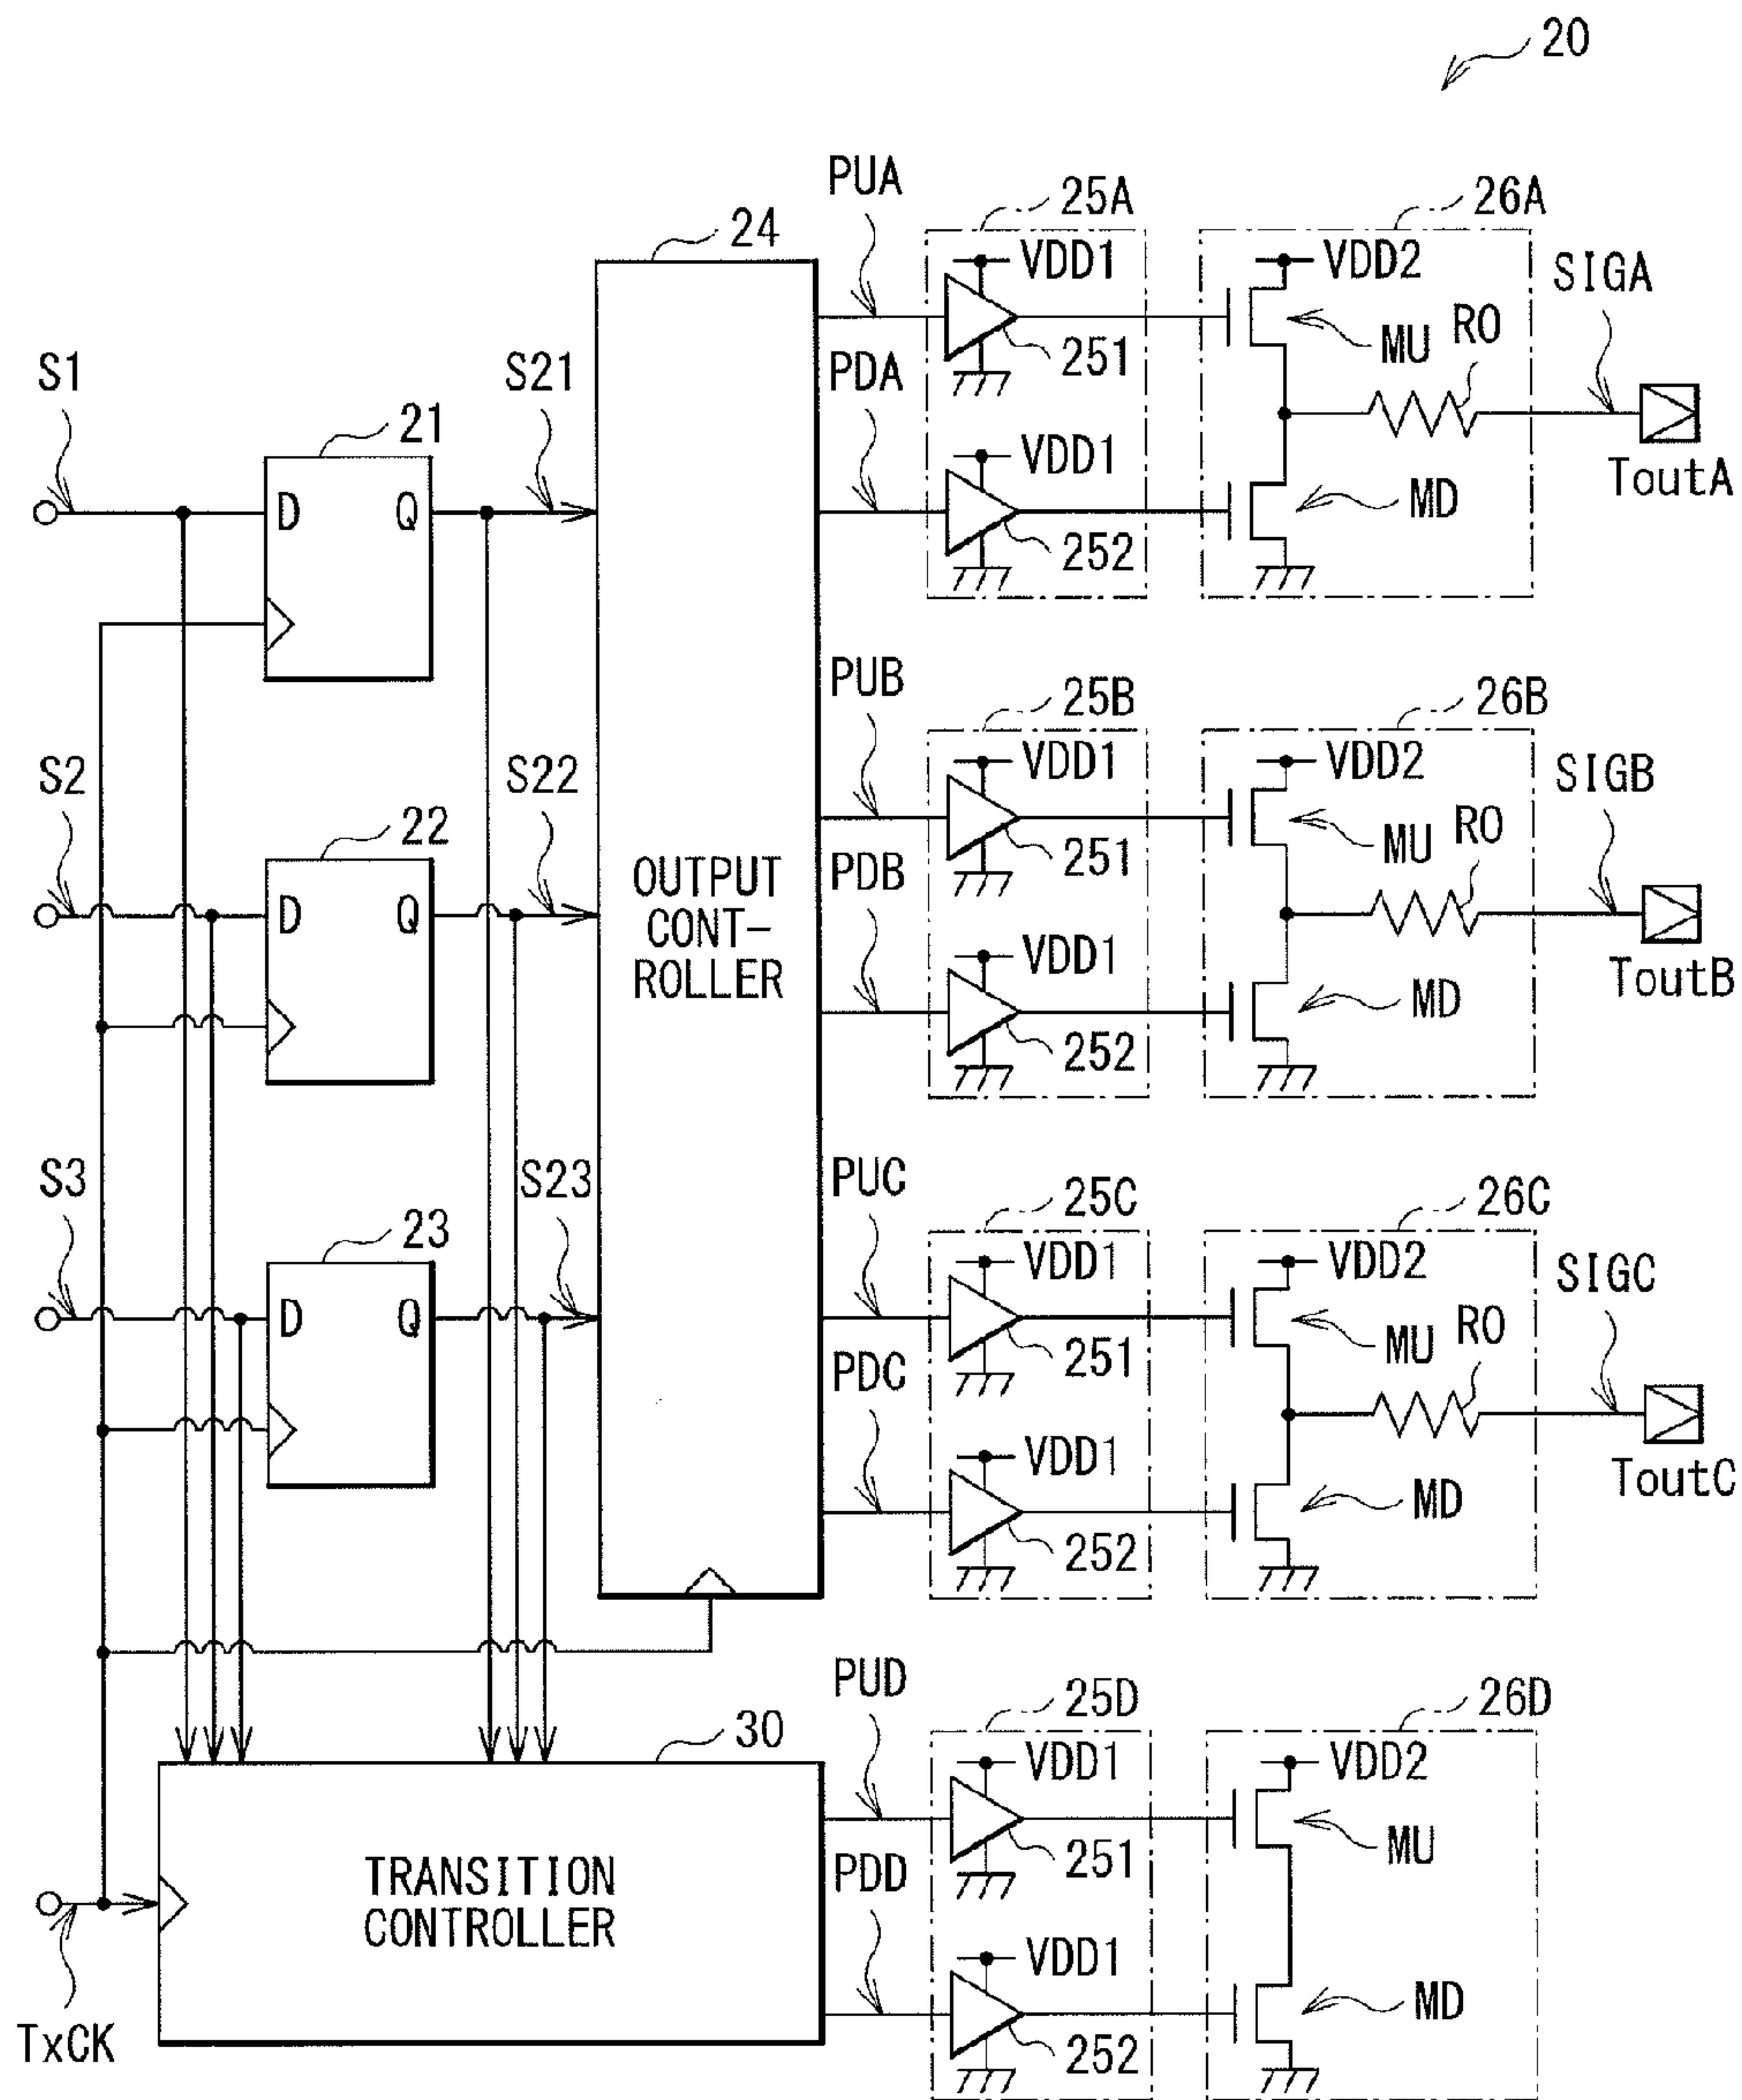 20
PUA
25A
26A
24
VDD1
VDD2
SIGA
251
MU
RO
S1
S21
PDA
21
VDD1
ToutA
D
Q
MD
252
PUB
25B
26B
S2
S22
VDD1
VDD2
SIGB
22
251
MU
RO
OUTPUT
CONT-
ROLLER
PDB
D
Q
VDD1
ToutB
MD
252
S3
S23
PUC
25C
26C
23
VDD1
VDD2
SIGC
D
Q
251
MU
RO
PDC
VDD1
ToutC
MD
252
PUD
25D
26D
30
VDD1
VDD2
251
MU
TRANSITION
CONTROLLER
PDD
VDD1
MD
TxCK
252